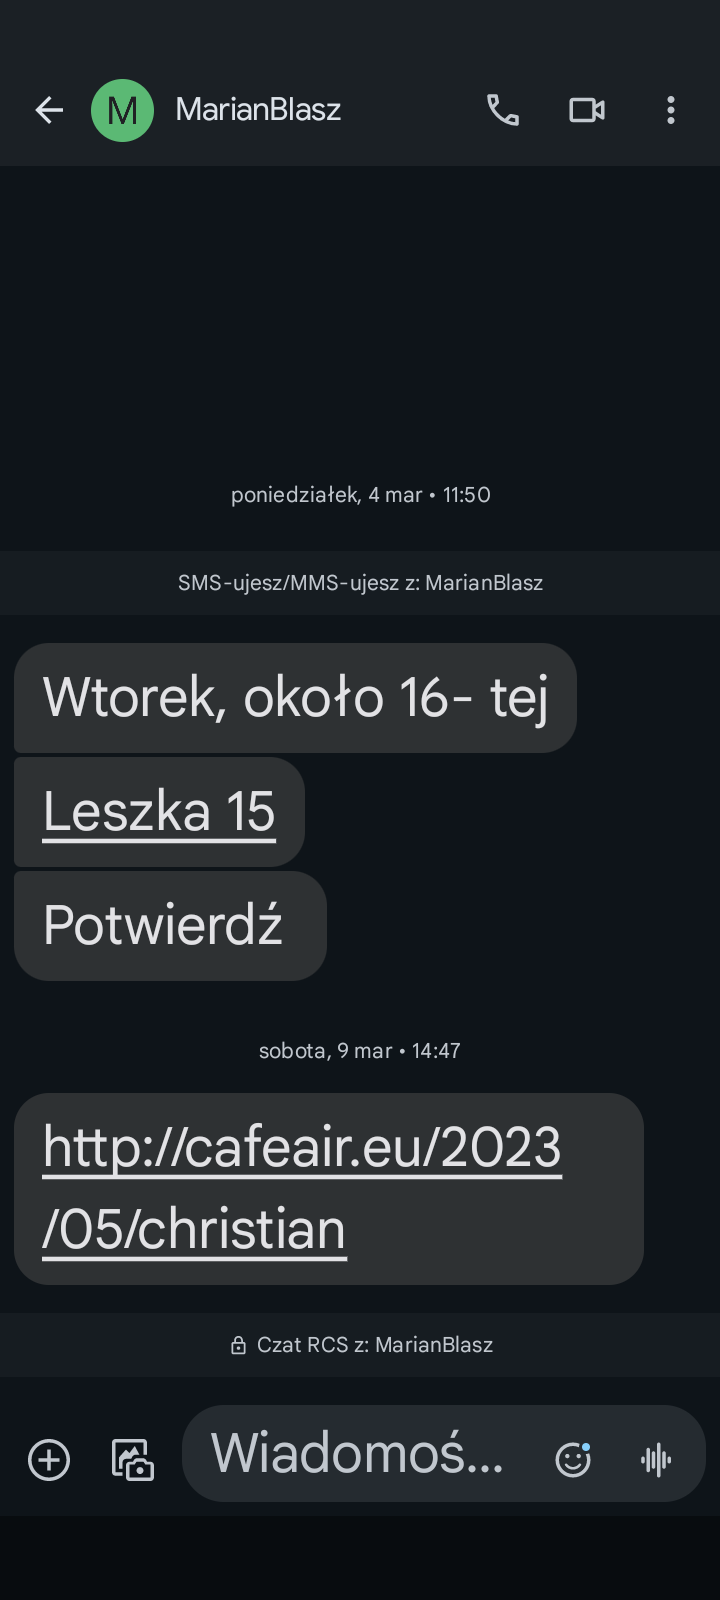 M MarianBlasz
poniedziałek, 4 mar • 11:50
SMS-ujesz/MMS-ujesz z: MarianBlasz
Wtorek, około 16- tej
Leszka 15
Potwierdź
sobota, 9 mar • 14:47
http://cafeair.eu/2023
/05/christian
Czat RCS z: MarianBlasz
Wiadomoś...